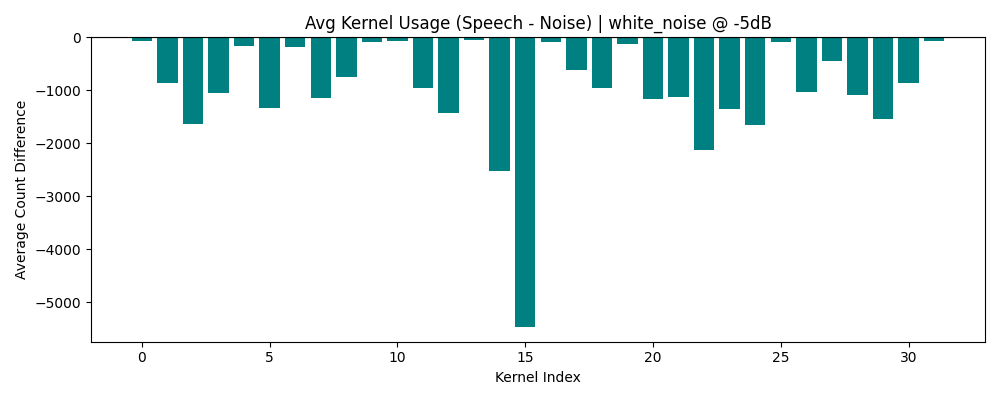 Avg Kernel Usage (Speech - Noise) | white_noise @ -5dB
Average Count Difference
0
−1000
−2000
−3000
−4000
−5000
0 5 10 15 20 25 30
Kernel Index